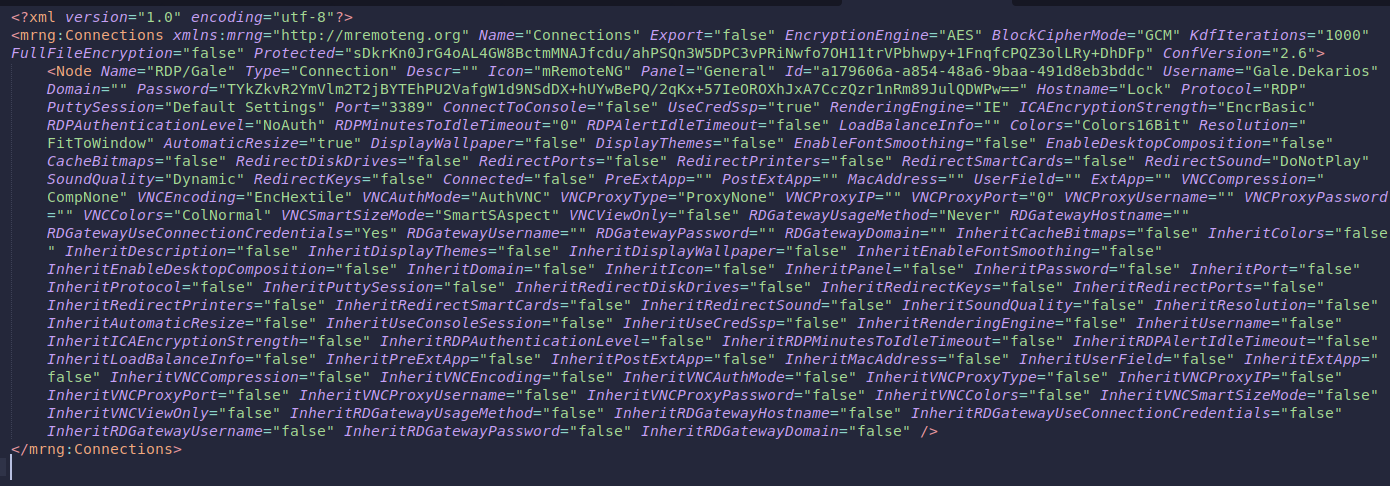 <?xml version="1.0" encoding="utf-8"?>
<mrng:Connections xmlns:mrng="http://mremoteng.org" Name="Connections" Export="false" EncryptionEngine="AES" BlockCipherMode="GCM" KdfIterations="1000"
FullFileEncryption="false" Protected="sDkrKn0JrG4oAL4GW8BctmMNAJfcdu/ahPSQn3W5DPC3vPRiNwfo7OH11trVPbhwpy+1FnqfcPQZ3olLRy+DhDFp" ConfVersion="2.6">
<Node Name="RDP/Gale" Type="Connection" Descr="" Icon="mRemoteNG" Panel="General" Id="a179606a-a854-48a6-9baa-491d8eb3bddc" Username="Gale.Dekarios"
Domain="" Password="TYkZkvR2YmVlm2T2jBYTEhPU2VafgW1d9NSdDX+hUYwBePQ/2qKx+57IeOROXhJxA7CczQzr1nRm89JulQDWPw==" Hostname="Lock" Protocol="RDP"
PuttySession="Default Settings" Port="3389" ConnectToConsole="false" UseCredSsp="true" RenderingEngine="IE" ICAEncryptionStrength="EncrBasic"
RDPAuthenticationLevel="NoAuth" RDPMinutesToIdleTimeout="0" RDPAlertIdleTimeout="false" LoadBalanceInfo="" Colors="Colors16Bit" Resolution="
FitToWindow" AutomaticResize="true" DisplayWallpaper="false" DisplayThemes="false" EnableFontSmoothing="false" EnableDesktopComposition="false"
CacheBitmaps="false" RedirectDiskDrives="false" RedirectPorts="false" RedirectPrinters="false" RedirectSmartCards="false" RedirectSound="DoNotPlay"
SoundQuality="Dynamic" RedirectKeys="false" Connected="false" PreExtApp="" PostExtApp="" MacAddress="" UserField="" ExtApp="" VNCCompression="
CompNone" VNCEncoding="EncHextile" VNCAuthMode="AuthVNC" VNCProxyType="ProxyNone" VNCProxyIP="" VNCProxyPort="0" VNCProxyUsername="" VNCProxyPassword
="" VNCColors="ColNormal" VNCSmartSizeMode="SmartSAspect" VNCViewOnly="false" RDGatewayUsageMethod="Never" RDGatewayHostname=""
RDGatewayUseConnectionCredentials="Yes" RDGatewayUsername="" RDGatewayPassword="" RDGatewayDomain="" InheritCacheBitmaps="false" InheritColors="false
" InheritDescription="false" InheritDisplayThemes="false" InheritDisplayWallpaper="false" InheritEnableFontSmoothing="false"
InheritEnableDesktopComposition="false" InheritDomain="false" InheritIcon="false" InheritPanel="false" InheritPassword="false" InheritPort="false"
InheritProtocol="false" InheritPuttySession="false" InheritRedirectDiskDrives="false" InheritRedirectKeys="false" InheritRedirectPorts="false"
InheritRedirectPrinters="false" InheritRedirectSmartCards="false" InheritRedirectSound="false" InheritSoundQuality="false" InheritResolution="false"
InheritAutomaticResize="false" InheritUseConsoleSession="false" InheritUseCredSsp="false" InheritRenderingEngine="false" InheritUsername="false"
InheritICAEncryptionStrength="false" InheritRDPAuthenticationLevel="false" InheritRDPMinutesToIdleTimeout="false" InheritRDPAlertIdleTimeout="false"
InheritLoadBalanceInfo="false" InheritPreExtApp="false" InheritPostExtApp="false" InheritMacAddress="false" InheritUserField="false" InheritExtApp="
false" InheritVNCCompression="false" InheritVNCEncoding="false" InheritVNCAuthMode="false" InheritVNCProxyType="false" InheritVNCProxyIP="false"
InheritVNCProxyPort="false" InheritVNCProxyUsername="false" InheritVNCProxyPassword="false" InheritVNCColors="false" InheritVNCSmartSizeMode="false"
InheritVNCViewOnly="false" InheritRDGatewayUsageMethod="false" InheritRDGatewayHostname="false" InheritRDGatewayUseConnectionCredentials="false"
InheritRDGatewayUsername="false" InheritRDGatewayPassword="false" InheritRDGatewayDomain="false" />
</mrng:Connections>